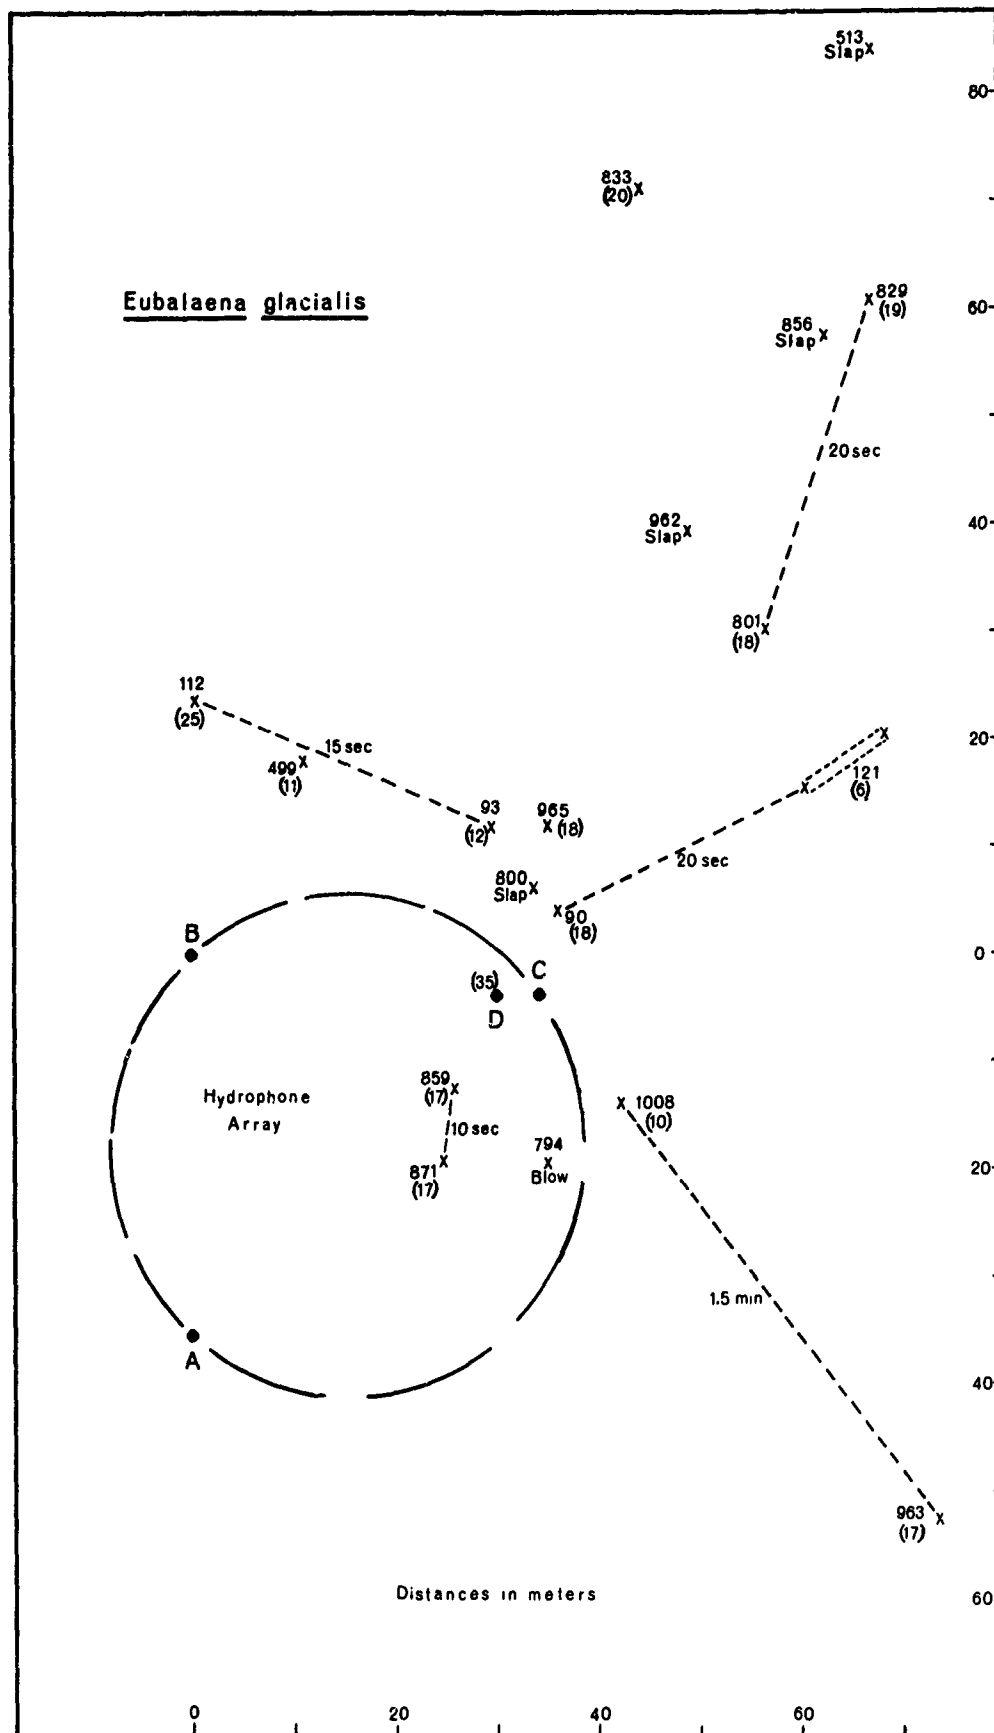 513
Slap x
80
833
(20) x
Eubalaena glacialis
x 829
(19)
60
856
Slap x
20 sec
962
Slap x
40
801
(18) x
112
x
(25)
15 sec
499 x
(11)
x
20
121
(6)
x
93
(12) x
965
x (18)
20 sec
800
Slap x
x 90
(18)
B
0
C
(35)
D
859
(17) x
Hydrophone
Array
10 sec
x 1008
(10)
794
x
Blow
871 x
(17)
20
1.5 min
A
40
963 x
(17)
Distances in meters
60
0 20 40 60